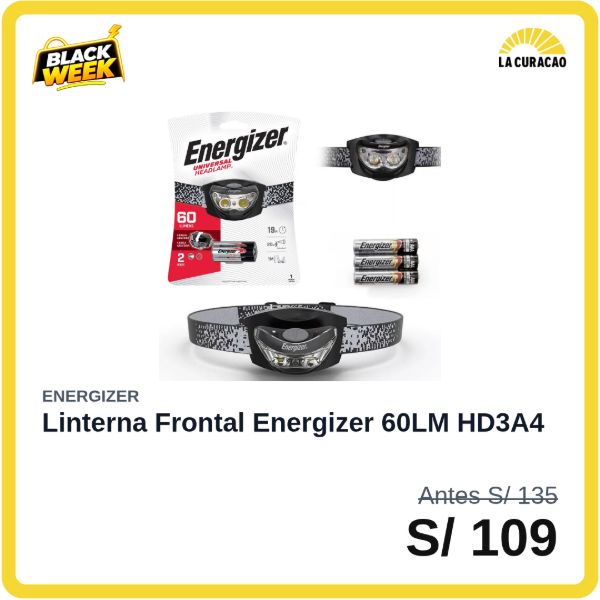 BLACK
WEEK
LA CURACAO
Energizer
UNIVERSAL
HEADLAMP
60
LUMENS
2
Energizer
Energizer
Energizer
Energizer
ENERGIZER
Linterna Frontal Energizer 60LM HD3A4
Antes S/ 135
S/ 109